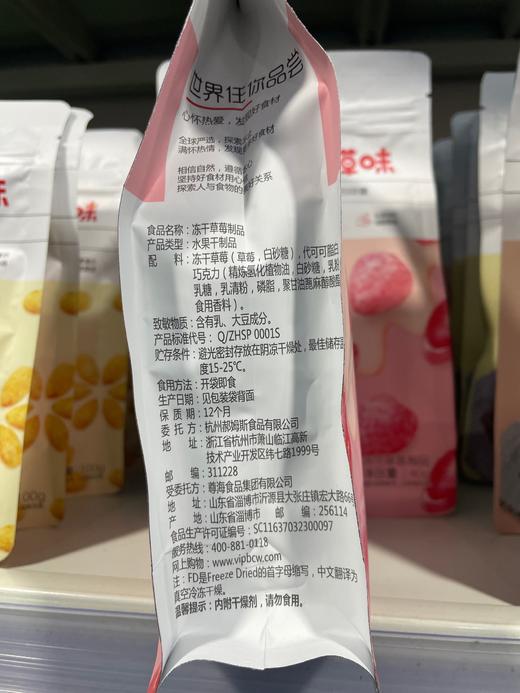 世界任你品尝
心怀热爱，发现好食材
全球严选，探索
满怀热情，发现好食材
相信自然，遵循
坚持好食材用心
探索人与食物的美好关系
食品名称：冻干草莓制品
产品类型：水果干制品
配 料：冻干草莓（草莓，白砂糖），代可可脂白
巧克力（精炼氢化植物油，白砂糖，乳粉
乳糖，乳清粉，磷脂，聚甘油蓖麻酸酯
食用香料）。
致敏物质：含有乳、大豆成分。
产品标准代号：Q/ZHSP 0001S
贮存条件：避光密封存放在阴凉干燥处，最佳储存温
度15-25℃。
食用方法：开袋即食
生产日期：见包装袋背面
保 质 期：12个月
委 托 方：杭州郝姆斯食品有限公司
地 址：浙江省杭州市萧山临江高新
技术产业开发区纬七路1999号
邮 编：311228
受委托方：尊海食品集团有限公司
地 址：山东省淄博市沂源县大张庄镇宏大路66号
产 地：山东省淄博市 邮 编：256114
食品生产许可证编号：SC11637032300097
服务热线：400-881-0118
网上购物：www.vipbcw.com
注：FD是Freeze Dried的首字母缩写，中文翻译为
真空冷冻干燥。
温馨提示：内附干燥剂，请勿食用。
草味
味
味